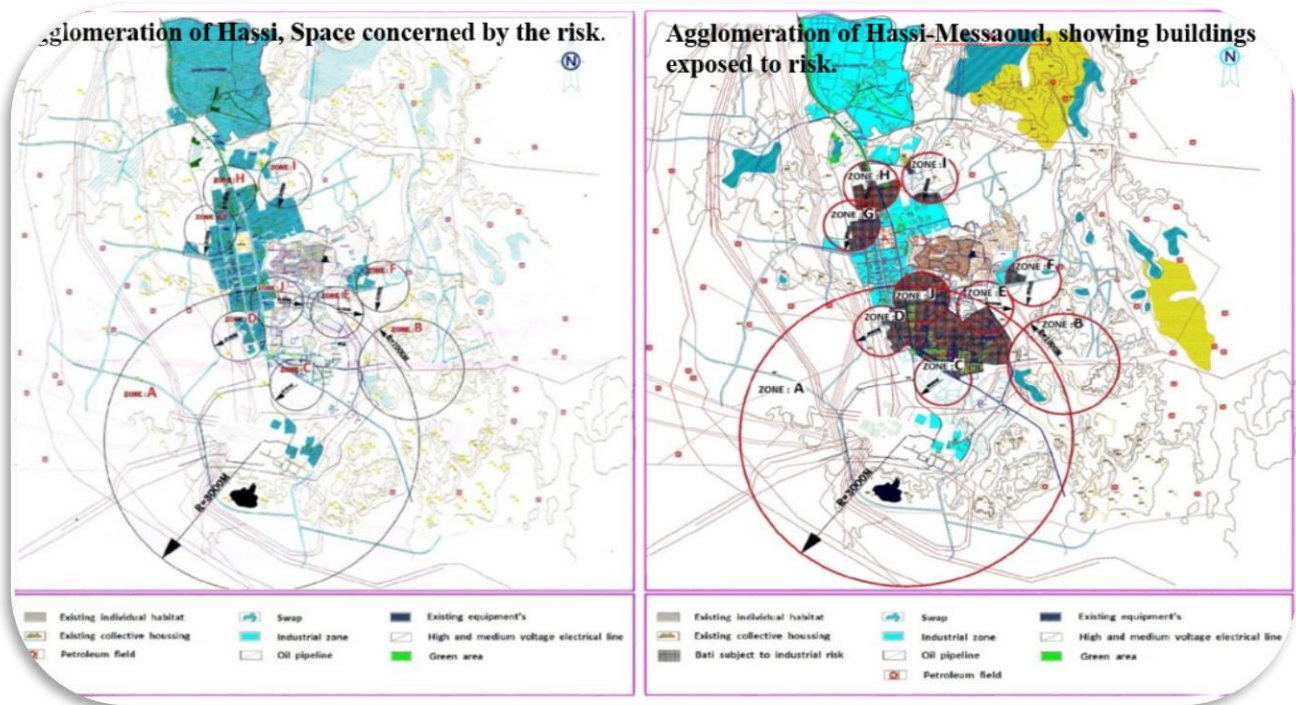 gglomeration of Hassi, Space concerned by the risk.
N
ZONE: I
ZONE: H
ZONE: F
ZONE: B
ZONE: D
ZONE: C
ZONE: A
R=5000M
Existing individual habitat
Swap
Existing equipment's
Existing collective houssing
Industrial zone
High and medium voltage electrical line
Petroleum field
Oil pipeline
Green area
Agglomeration of Hassi-Messaoud, showing buildings
exposed to risk.
N
ZONE: I
ZONE: H
ZONE: G
ZONE: F
ZONE: E
ZONE: J
ZONE: D
ZONE: B
ZONE: C
ZONE: A
R=5000M
Existing individual habitat
Swap
Existing equipment's
Existing collective houssing
Industrial zone
High and medium voltage electrical line
Bati subject to industrial risk
Oil pipeline
Green area
Petroleum field